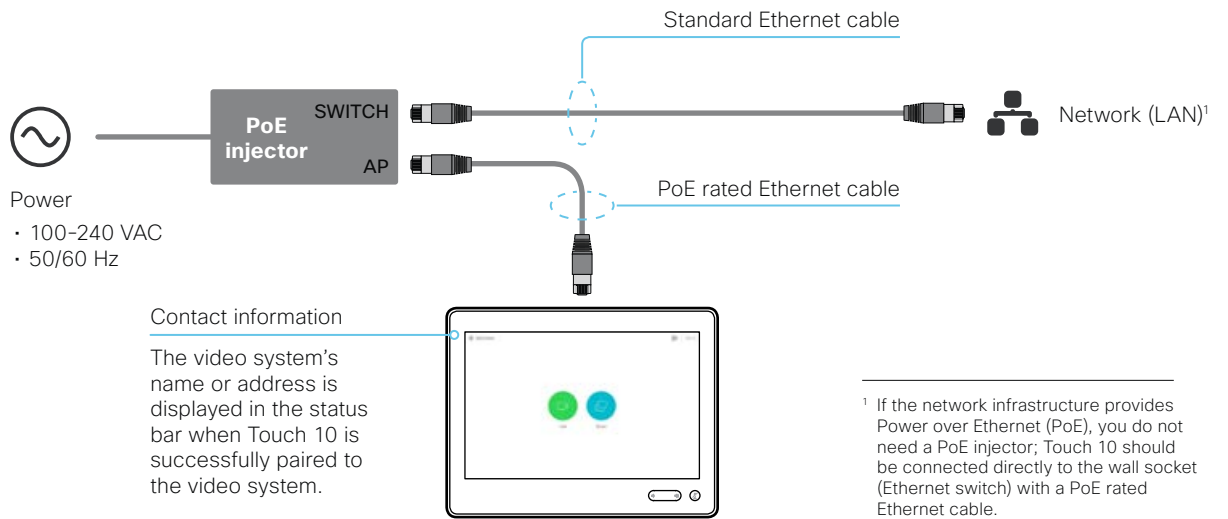 Standard Ethernet cable
SWITCH
PoE
injector
AP
Network (LAN)1
PoE rated Ethernet cable
Power
• 100-240 VAC
• 50/60 Hz
Contact information
The video system's
name or address is
displayed in the status
bar when Touch 10 is
successfully paired to
the video system.
1 If the network infrastructure provides
Power over Ethernet (PoE), you do not
need a PoE injector; Touch 10 should
be connected directly to the wall socket
(Ethernet switch) with a PoE rated
Ethernet cable.